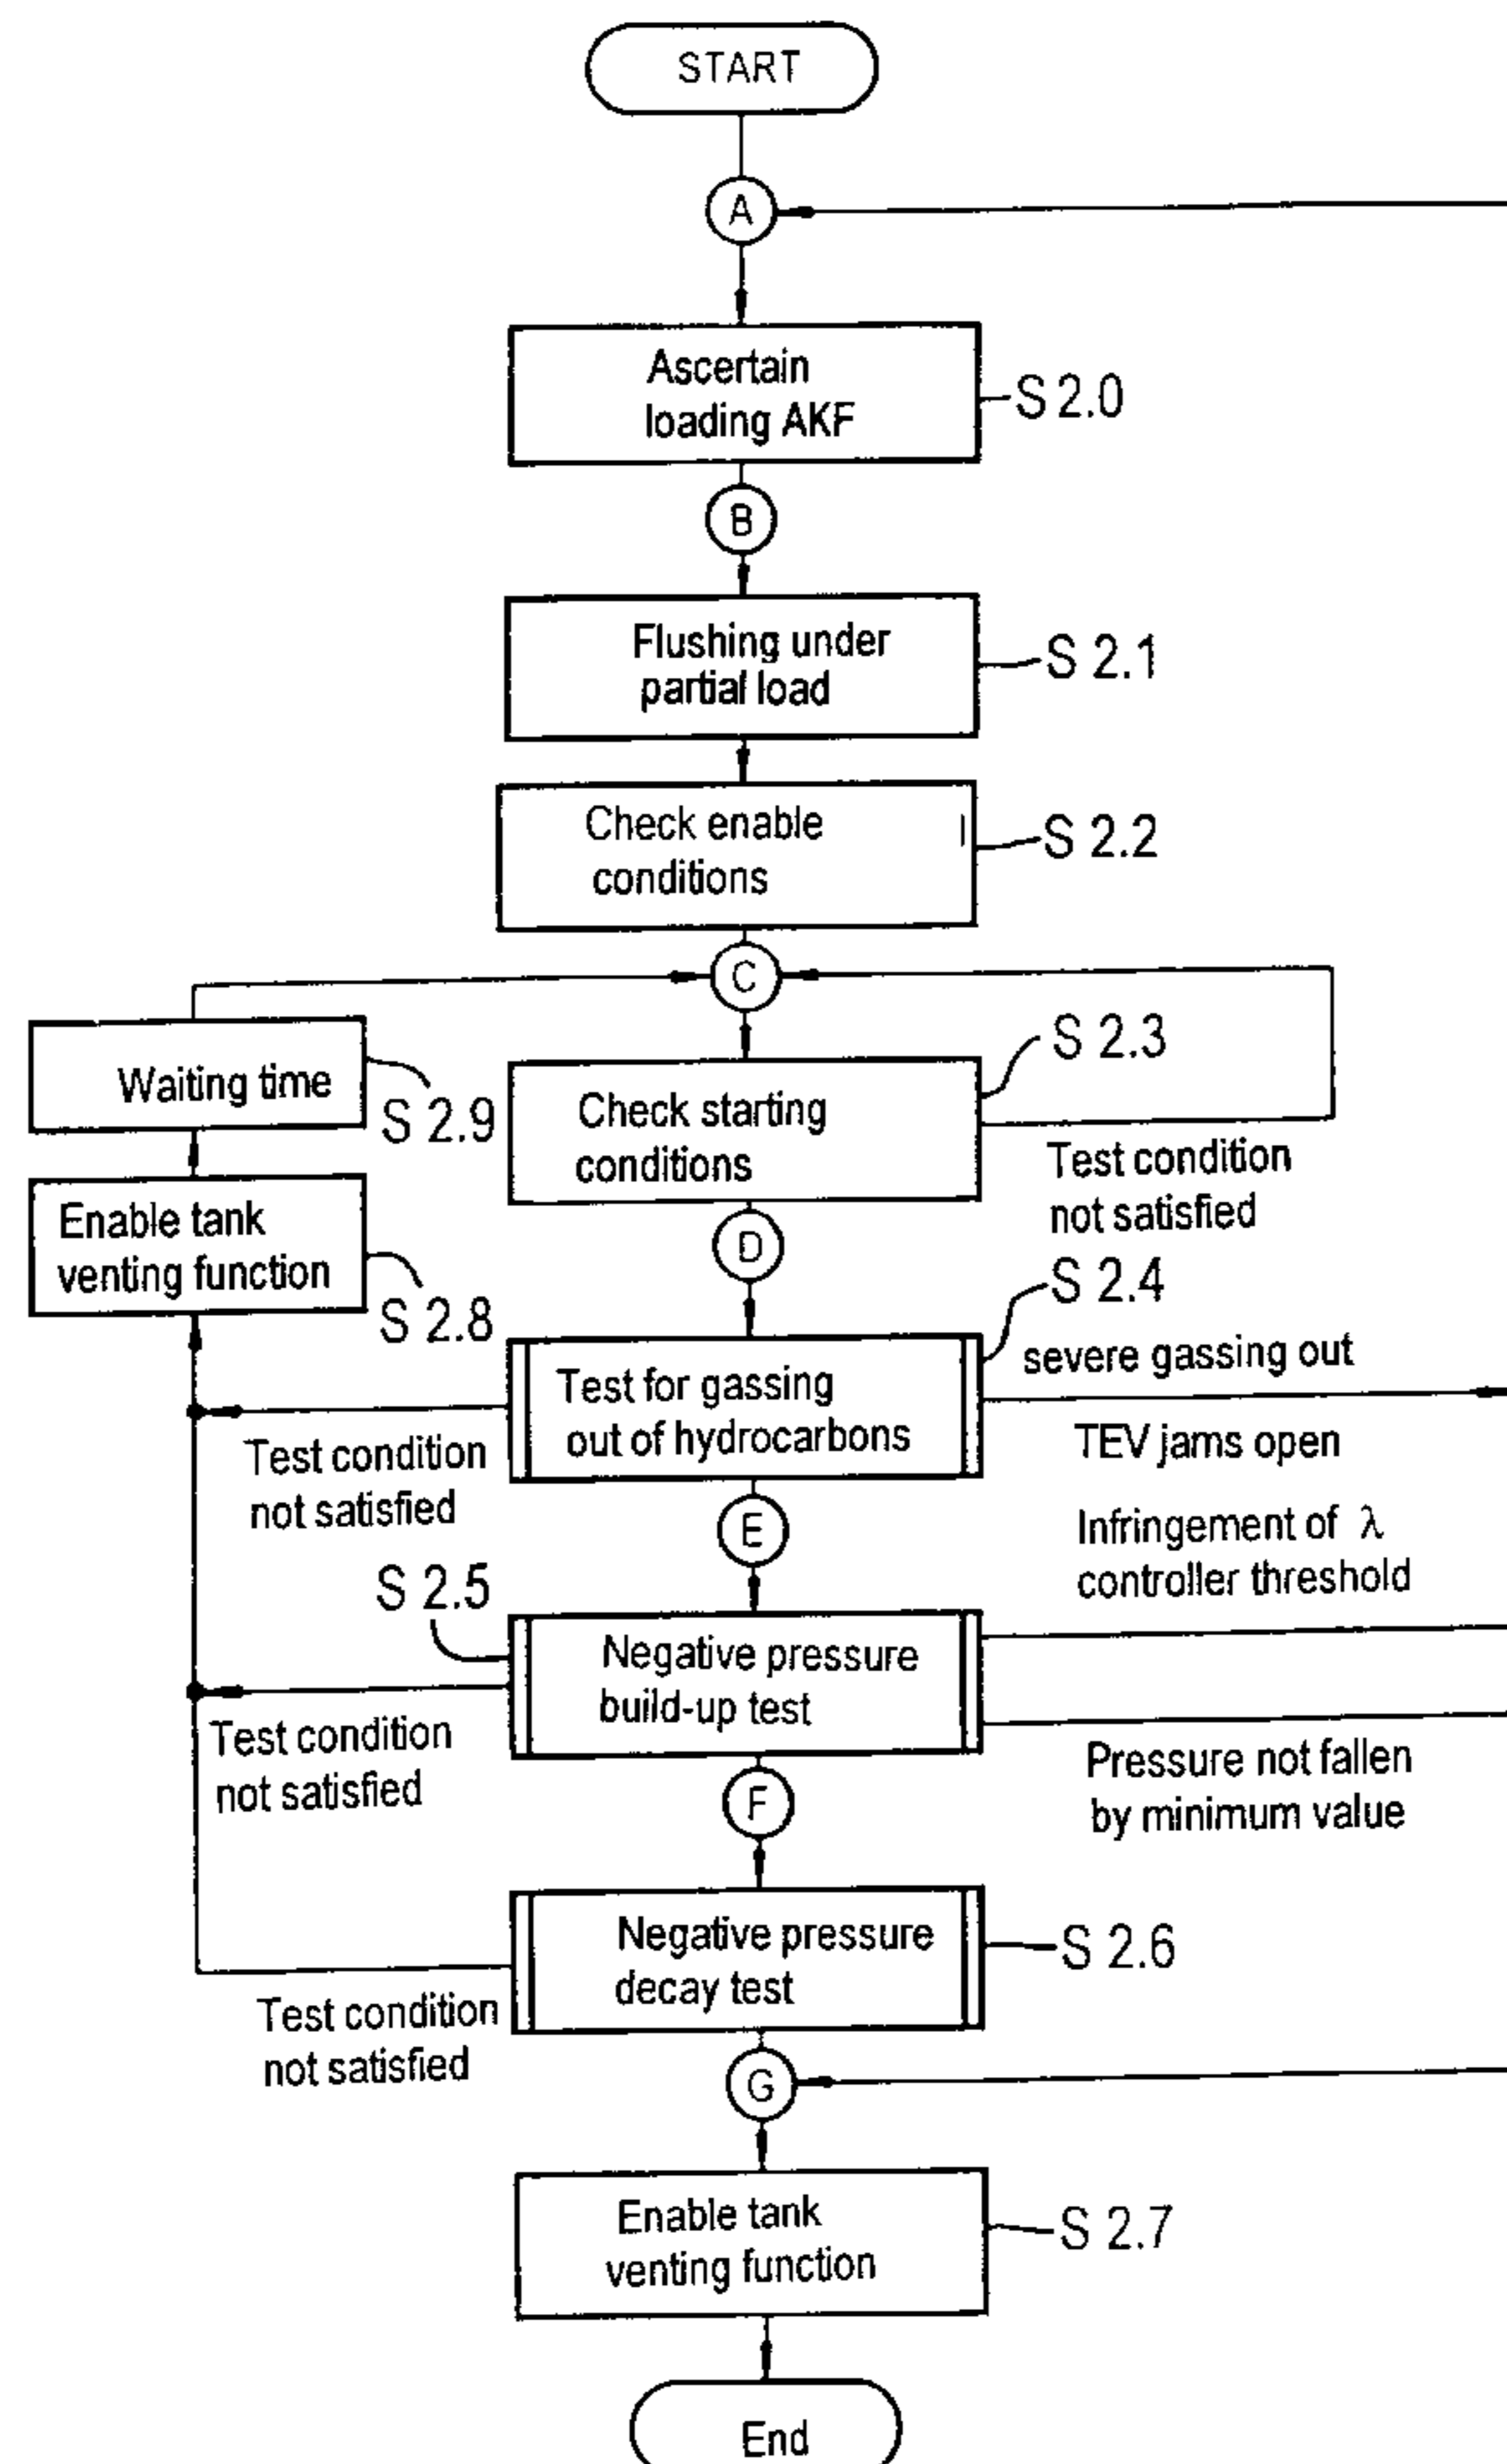 START
A
Ascertain
loading AKF
S 2.0
B
Flushing under
partial load
S 2.1
Check enable
conditions
S 2.2
C
Waiting time
S 2.9
Check starting
conditions
S 2.3
Test condition
not satisfied
Enable tank
venting function
S 2.8
D
S 2.4
Test for gassing
out of hydrocarbons
severe gassing out
TEV jams open
Test condition
not satisfied
E
Infringement of λ
controller threshold
S 2.5
Negative pressure
build-up test
Test condition
not satisfied
Pressure not fallen
by minimum value
F
Negative pressure
decay test
S 2.6
Test condition
not satisfied
G
Enable tank
venting function
S 2.7
End